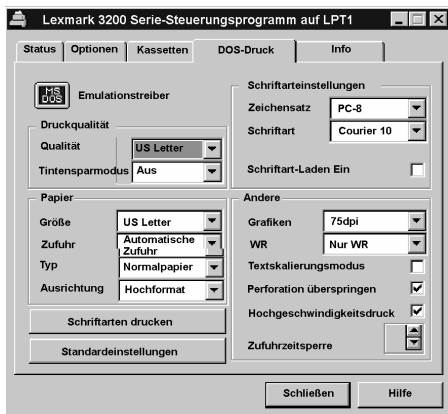 Lexmark 3200 Serie-Steuerungsprogramm auf LPT1
Status
Optionen
Kassetten
DOS-Druck
Info
MS
DOS
Emulationstreiber
Druckqualität
Qualität
US Letter
Tintensparmodus
Aus
Papier
Größe
US Letter
Zufuhr
Automatische
Zufuhr
Typ
Normalpapier
Ausrichtung
Hochformat
Schriftarten drucken
Standardeinstellungen
Schriftarteinstellungen
Zeichensatz
PC-8
Schriftart
Courier 10
Schriftart-Laden Ein
Andere
Grafiken
75dpi
WR
Nur WR
Textskalierungsmodus
Perforation überspringen
Hochgeschwindigkeitsdruck
Zufuhrzeitsperre
Schließen
Hilfe